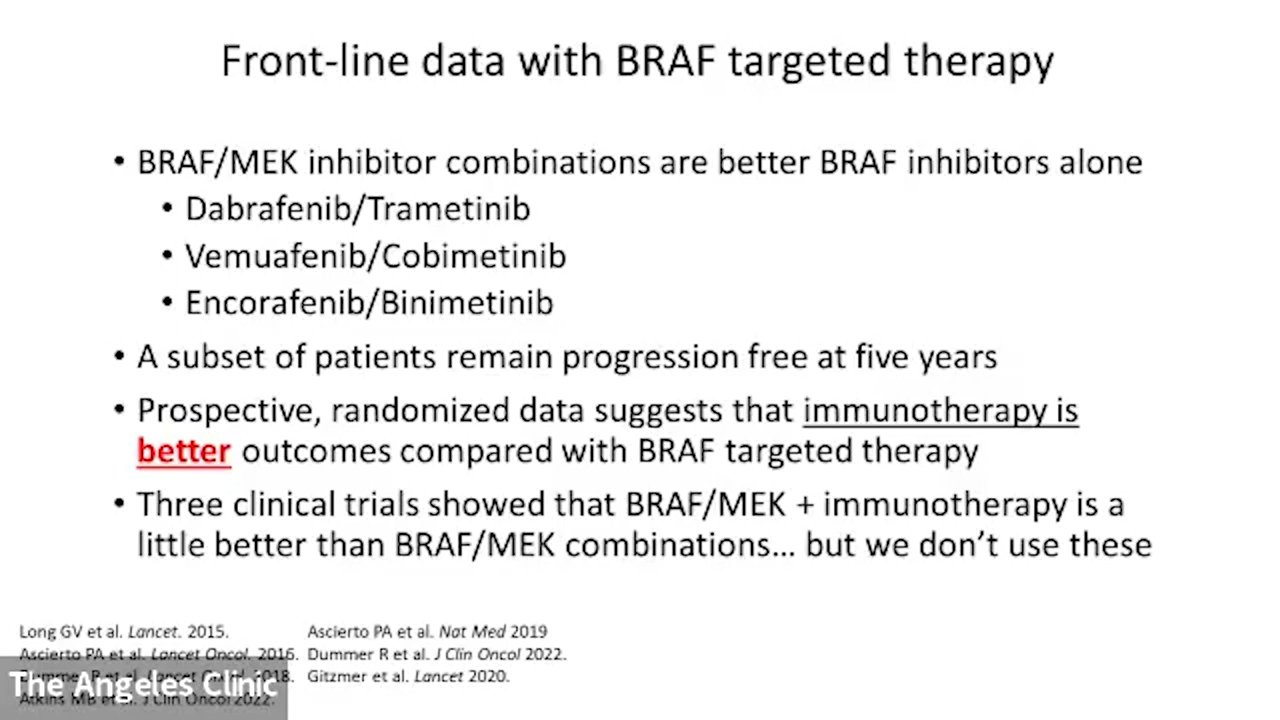 Front-line data with BRAF targeted therapy
• BRAF/MEK inhibitor combinations are better BRAF inhibitors alone
• Dabrafenib/Trametinib
• Vemuafenib/Cobimetinib
• Encorafenib/Binimetinib
• A subset of patients remain progression free at five years
• Prospective, randomized data suggests that immunotherapy is
better outcomes compared with BRAF targeted therapy
• Three clinical trials showed that BRAF/MEK + immunotherapy is a
little better than BRAF/MEK combinations... but we don't use these
Long GV et al. Lancet. 2015.
Ascierto PA et al. Lancet Oncol. 2016.
2018.
Atkins MB et al. J Clin Oncol 2022.
Ascierto PA et al. Nat Med 2019
Dummer R et al. J Clin Oncol 2022.
Gitzmer et al. Lancet 2020.
The Angeles Clinic